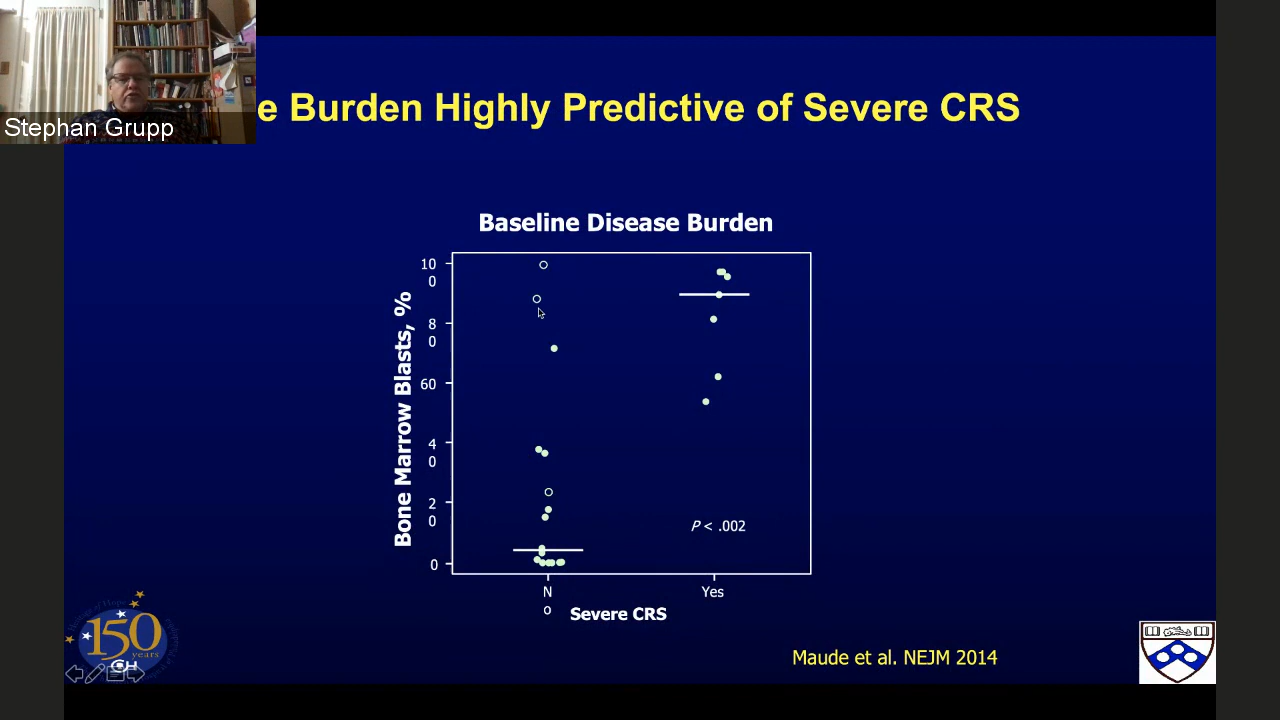 Stephan Grupp
e Burden Highly Predictive of Severe CRS
Baseline Disease Burden
Bone Marrow Blasts, %
10
0
8
0
60
4
0
2
0
0
P < .002
N
o
Yes
Severe CRS
Maude et al. NEJM 2014
150
years